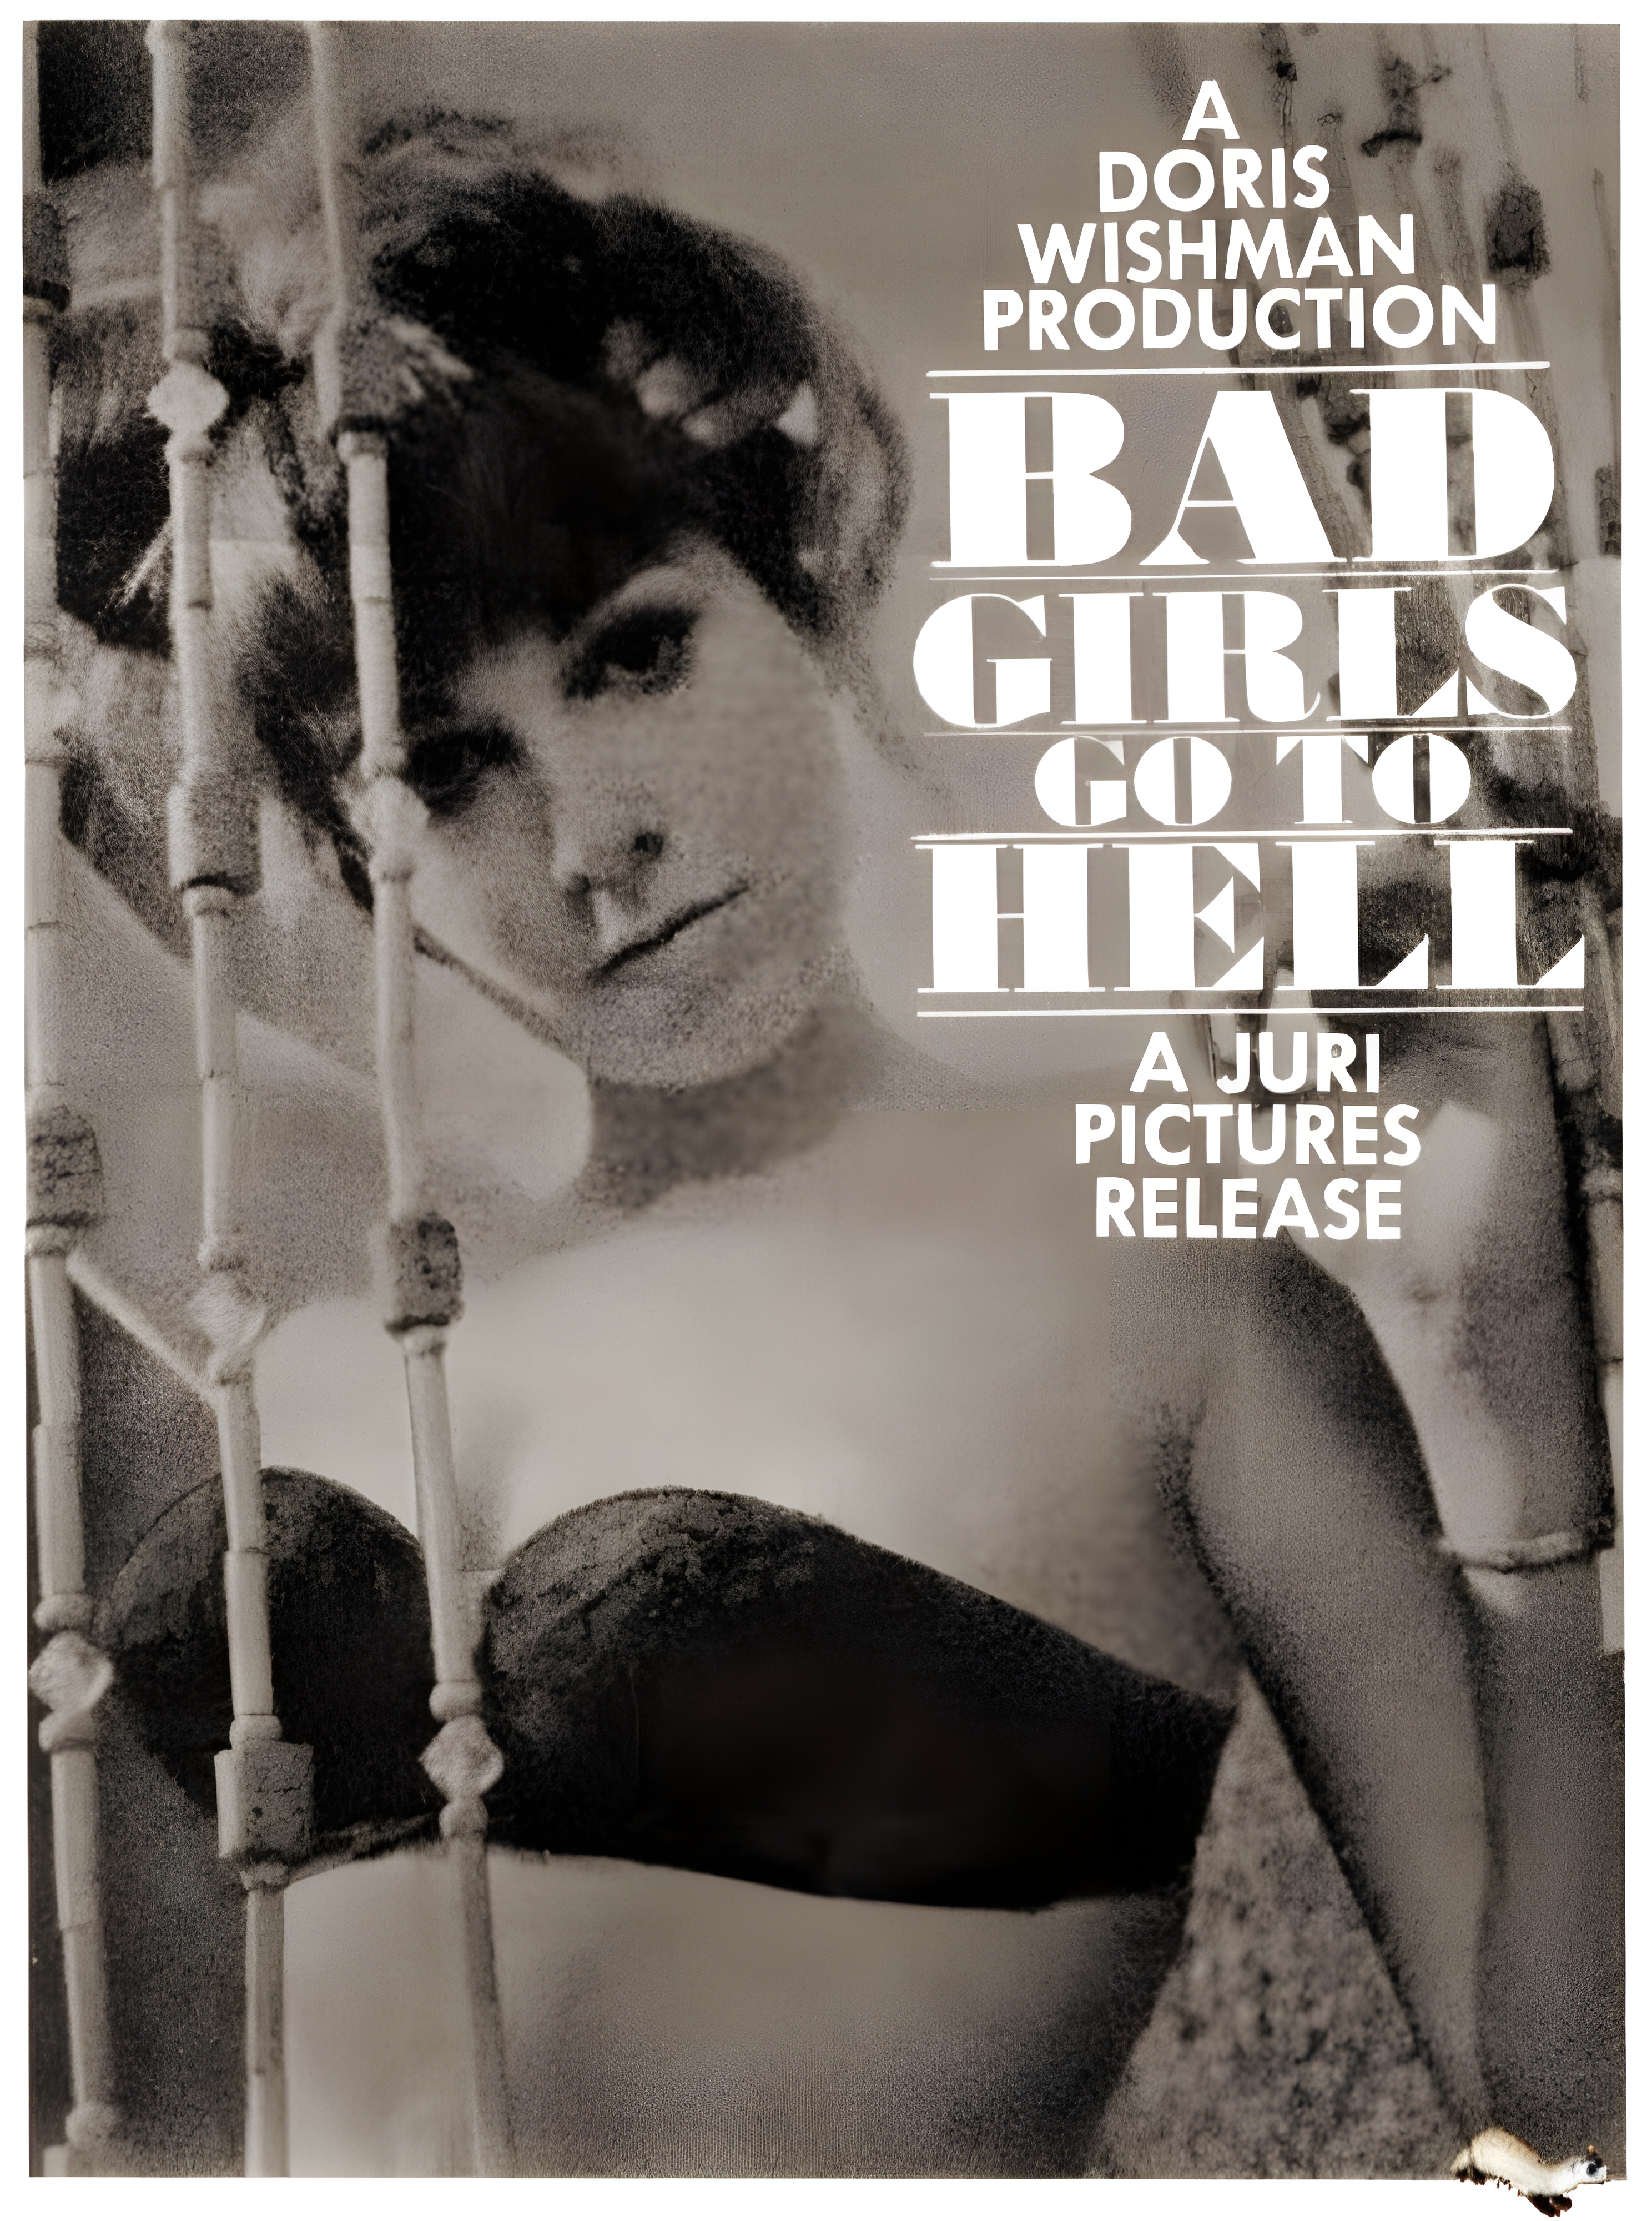 A
DORIS
WISHMAN
PRODUCTION
BAD
GIRLS
GO TO
HELL
A JURI
PICTURES
RELEASE